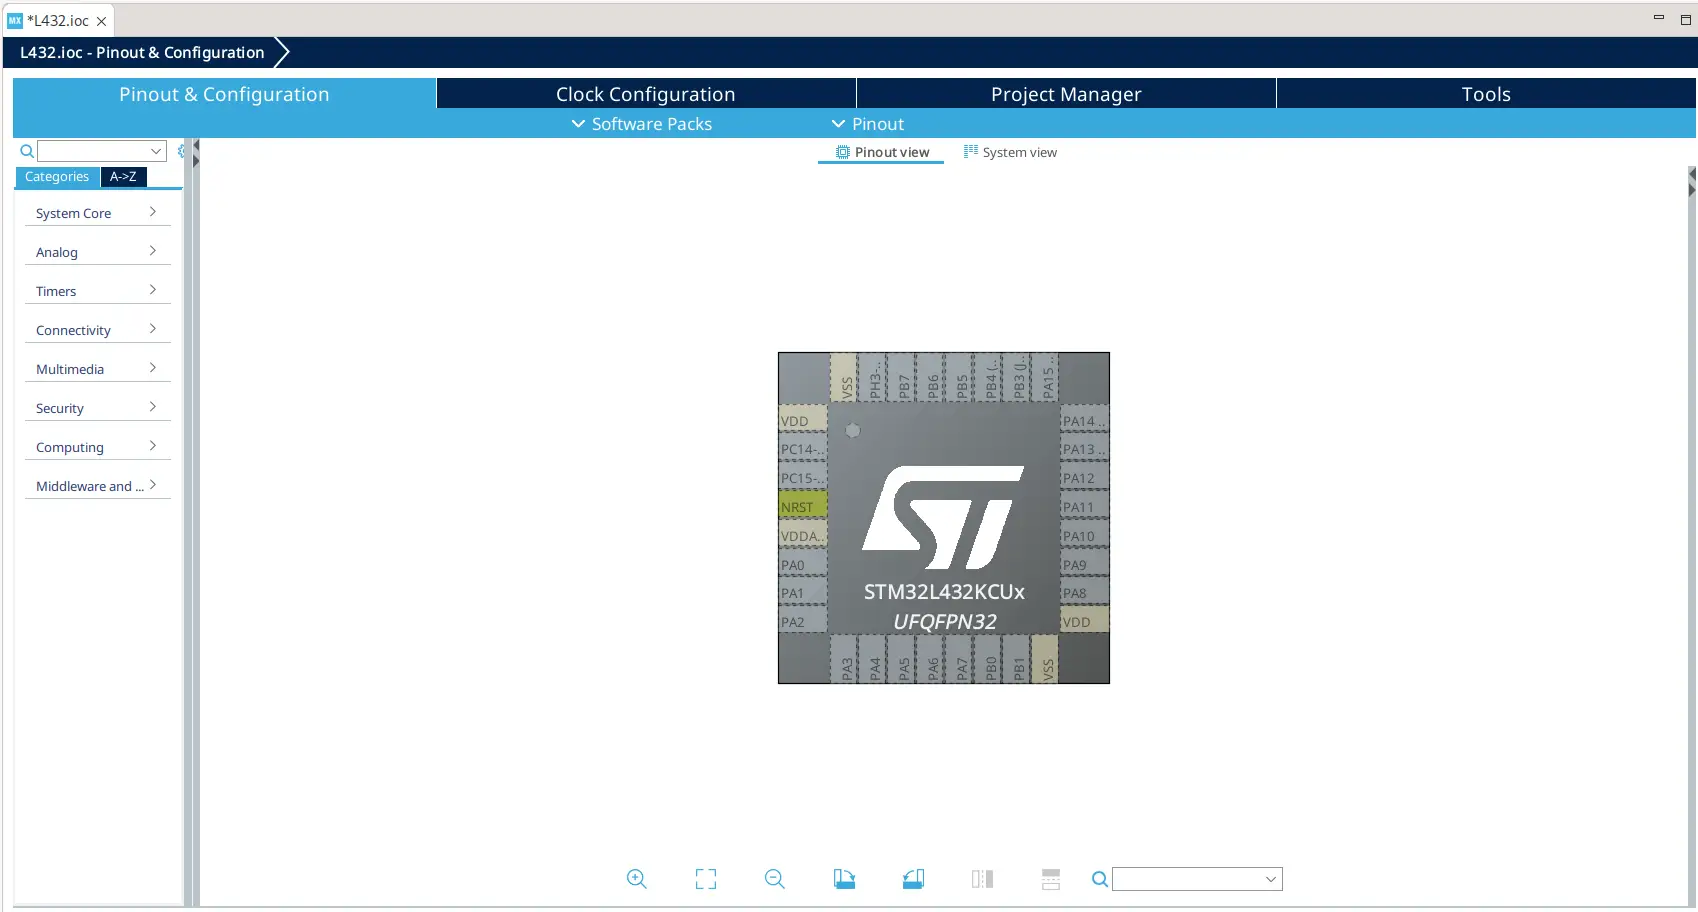 MX *L432.ioc
L432.ioc - Pinout & Configuration
Pinout & Configuration
Clock Configuration
Project Manager
Tools
Software Packs
Pinout
Pinout view
System view
Categories
A->Z
System Core
Analog
Timers
Connectivity
Multimedia
Security
Computing
Middleware and ...
VSS
PH3-..
PB7
PB6
PB5
PB4 (..
PB3 (J..
PA15 ..
VDD
PC14-..
PC15-..
NRST
VDDA..
PA0
PA1
PA2
PA14 ..
PA13 ..
PA12
PA11
PA10
PA9
PA8
VDD
ST
STM32L432KCUx
UFQFPN32
PA3
PA4
PA5
PA6
PA7
PB0
PB1
VSS